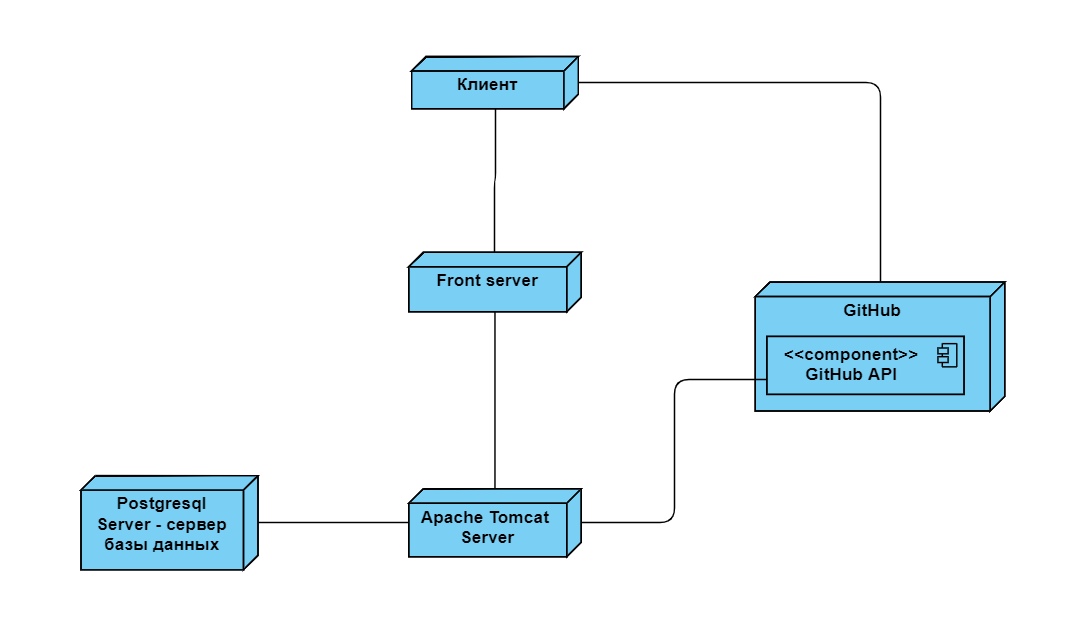 Клиент
Front server
GitHub
<<component>>
GitHub API
Postgresql
Server - сервер
базы данных
Apache Tomcat
Server